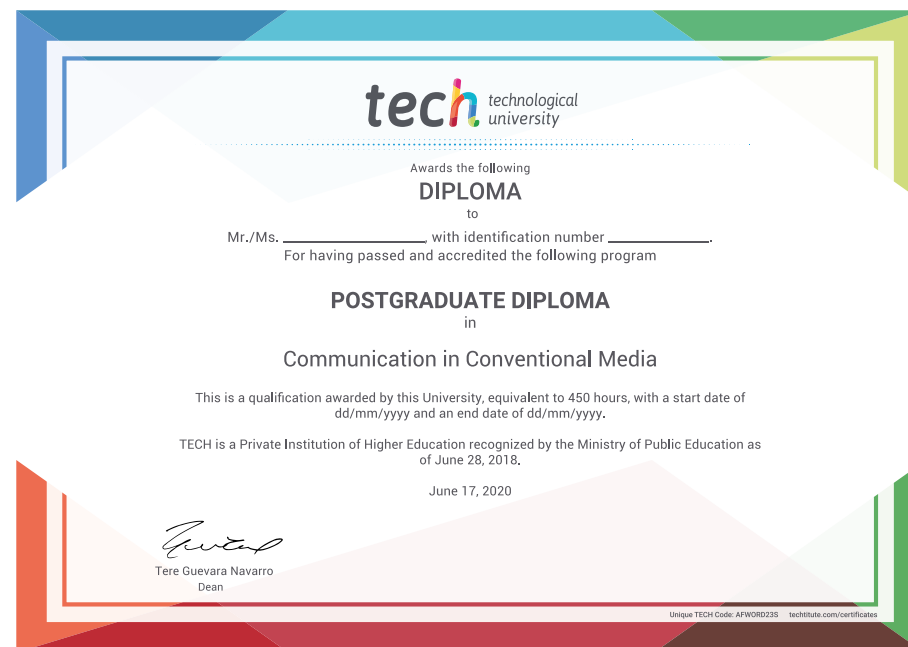 tech technological
university
Awards the following
DIPLOMA
to
Mr./Ms. ____________________, with identification number ______________.
For having passed and accredited the following program
POSTGRADUATE DIPLOMA
in
Communication in Conventional Media
This is a qualification awarded by this University, equivalent to 450 hours, with a start date of
dd/mm/yyyy and an end date of dd/mm/yyyy.
TECH is a Private Institution of Higher Education recognized by the Ministry of Public Education as
of June 28, 2018.
June 17, 2020
Tere Guevara Navarro
Dean
Unique TECH Code: AFWORD23S techtitute.com/certificates